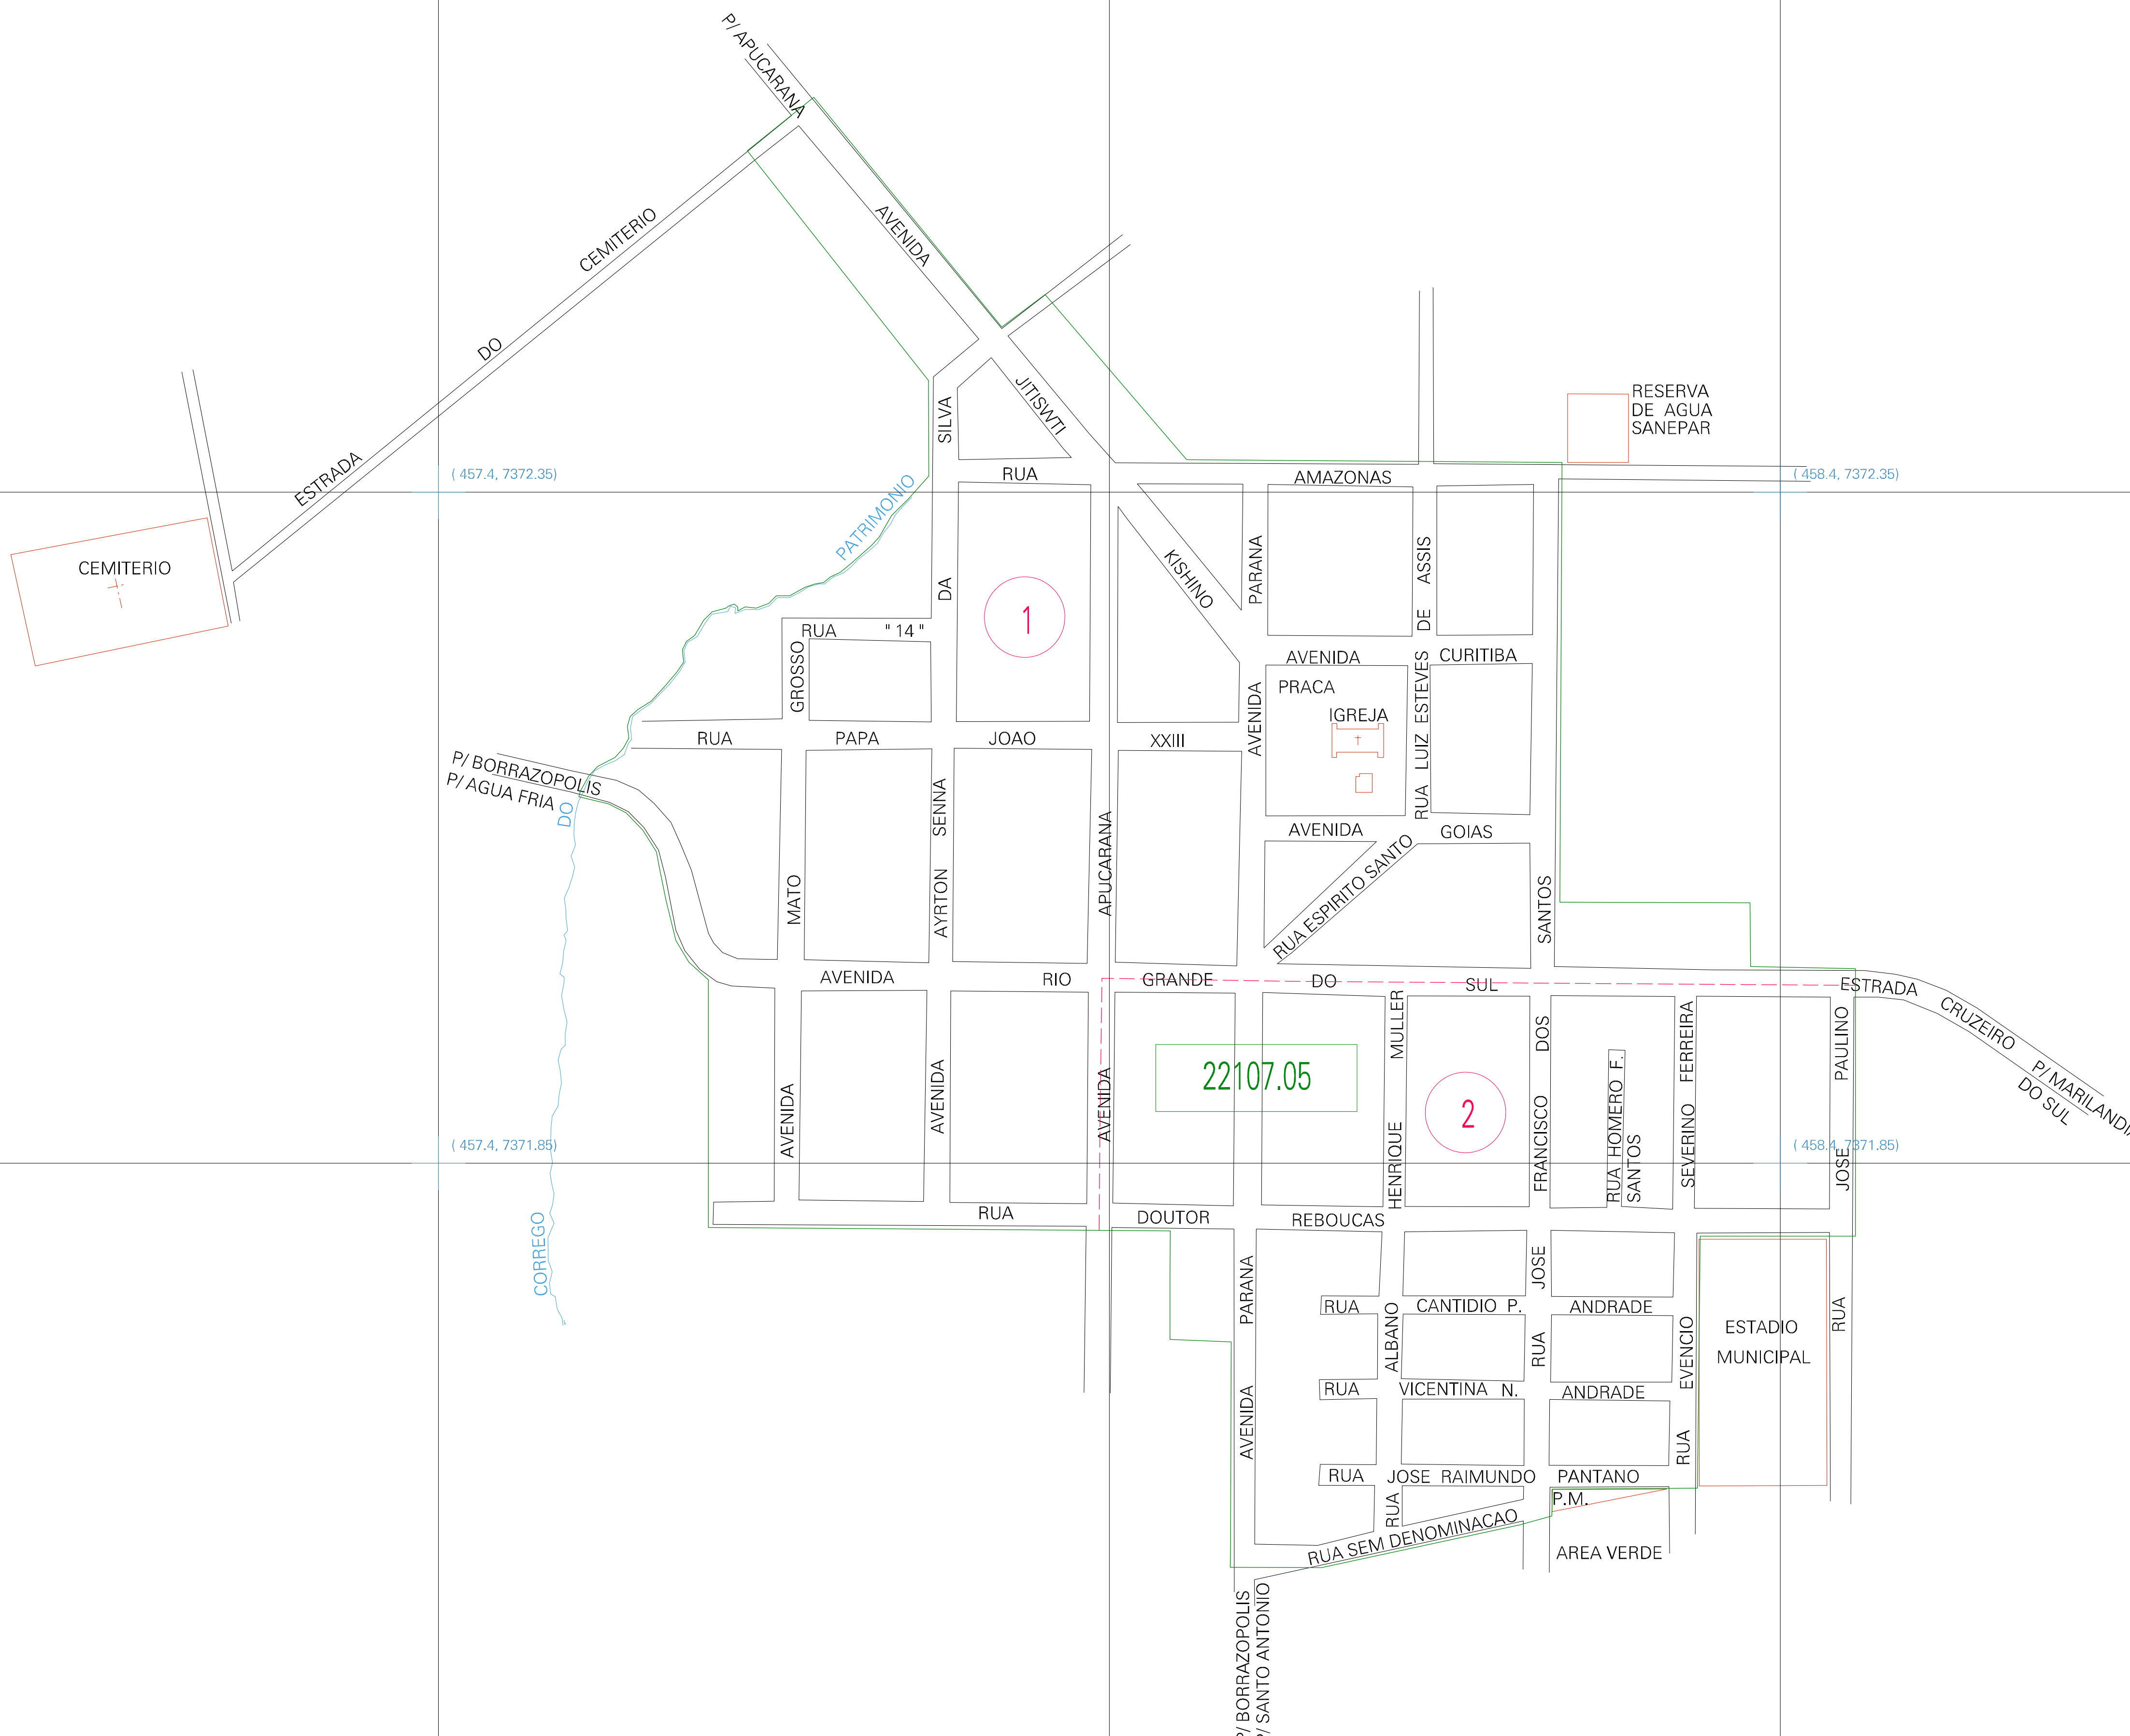 P/ APUCARANA
AVENIDA
JITISWTI
KISHINO
ESTRADA
DO
CEMITERIO
CEMITERIO
RESERVA
DE AGUA
SANEPAR
( 457.4, 7372.35)
( 458.4, 7372.35)
RUA
AMAZONAS
PATRIMONIO
DO
CORREGO
SILVA
DA
SENNA
AYRTON
AVENIDA
1
RUA
" 14 "
GROSSO
MATO
AVENIDA
PARANA
AVENIDA
DE ASSIS
RUA LUIZ ESTEVES
AVENIDA
CURITIBA
PRACA
IGREJA
RUA
PAPA
JOAO
XXIII
P/ BORRAZOPOLIS
P/ AGUA FRIA
APUCARANA
AVENIDA
AVENIDA
GOIAS
RUA ESPIRITO SANTO
SANTOS
DOS
FRANCISCO
JOSE
RUA
AVENIDA
RIO
GRANDE
DO
SUL
ESTRADA
CRUZEIRO
DO SUL
P/ MARILANDIA
22107.05
2
MULLER
HENRIQUE
ALBANO
RUA
RUA HOMERO F.
SANTOS
FERREIRA
SEVERINO
EVENCIO
RUA
PAULINO
JOSE
RUA
( 457.4, 7371.85)
( 458.4, 7371.85)
RUA
DOUTOR
REBOUCAS
PARANA
AVENIDA
RUA
CANTIDIO P.
ANDRADE
ESTADIO
MUNICIPAL
RUA
VICENTINA N.
ANDRADE
RUA
JOSE RAIMUNDO
PANTANO
P.M.
RUA SEM DENOMINACAO
AREA VERDE
P/ BORRAZOPOLIS
P/ SANTO ANTONIO